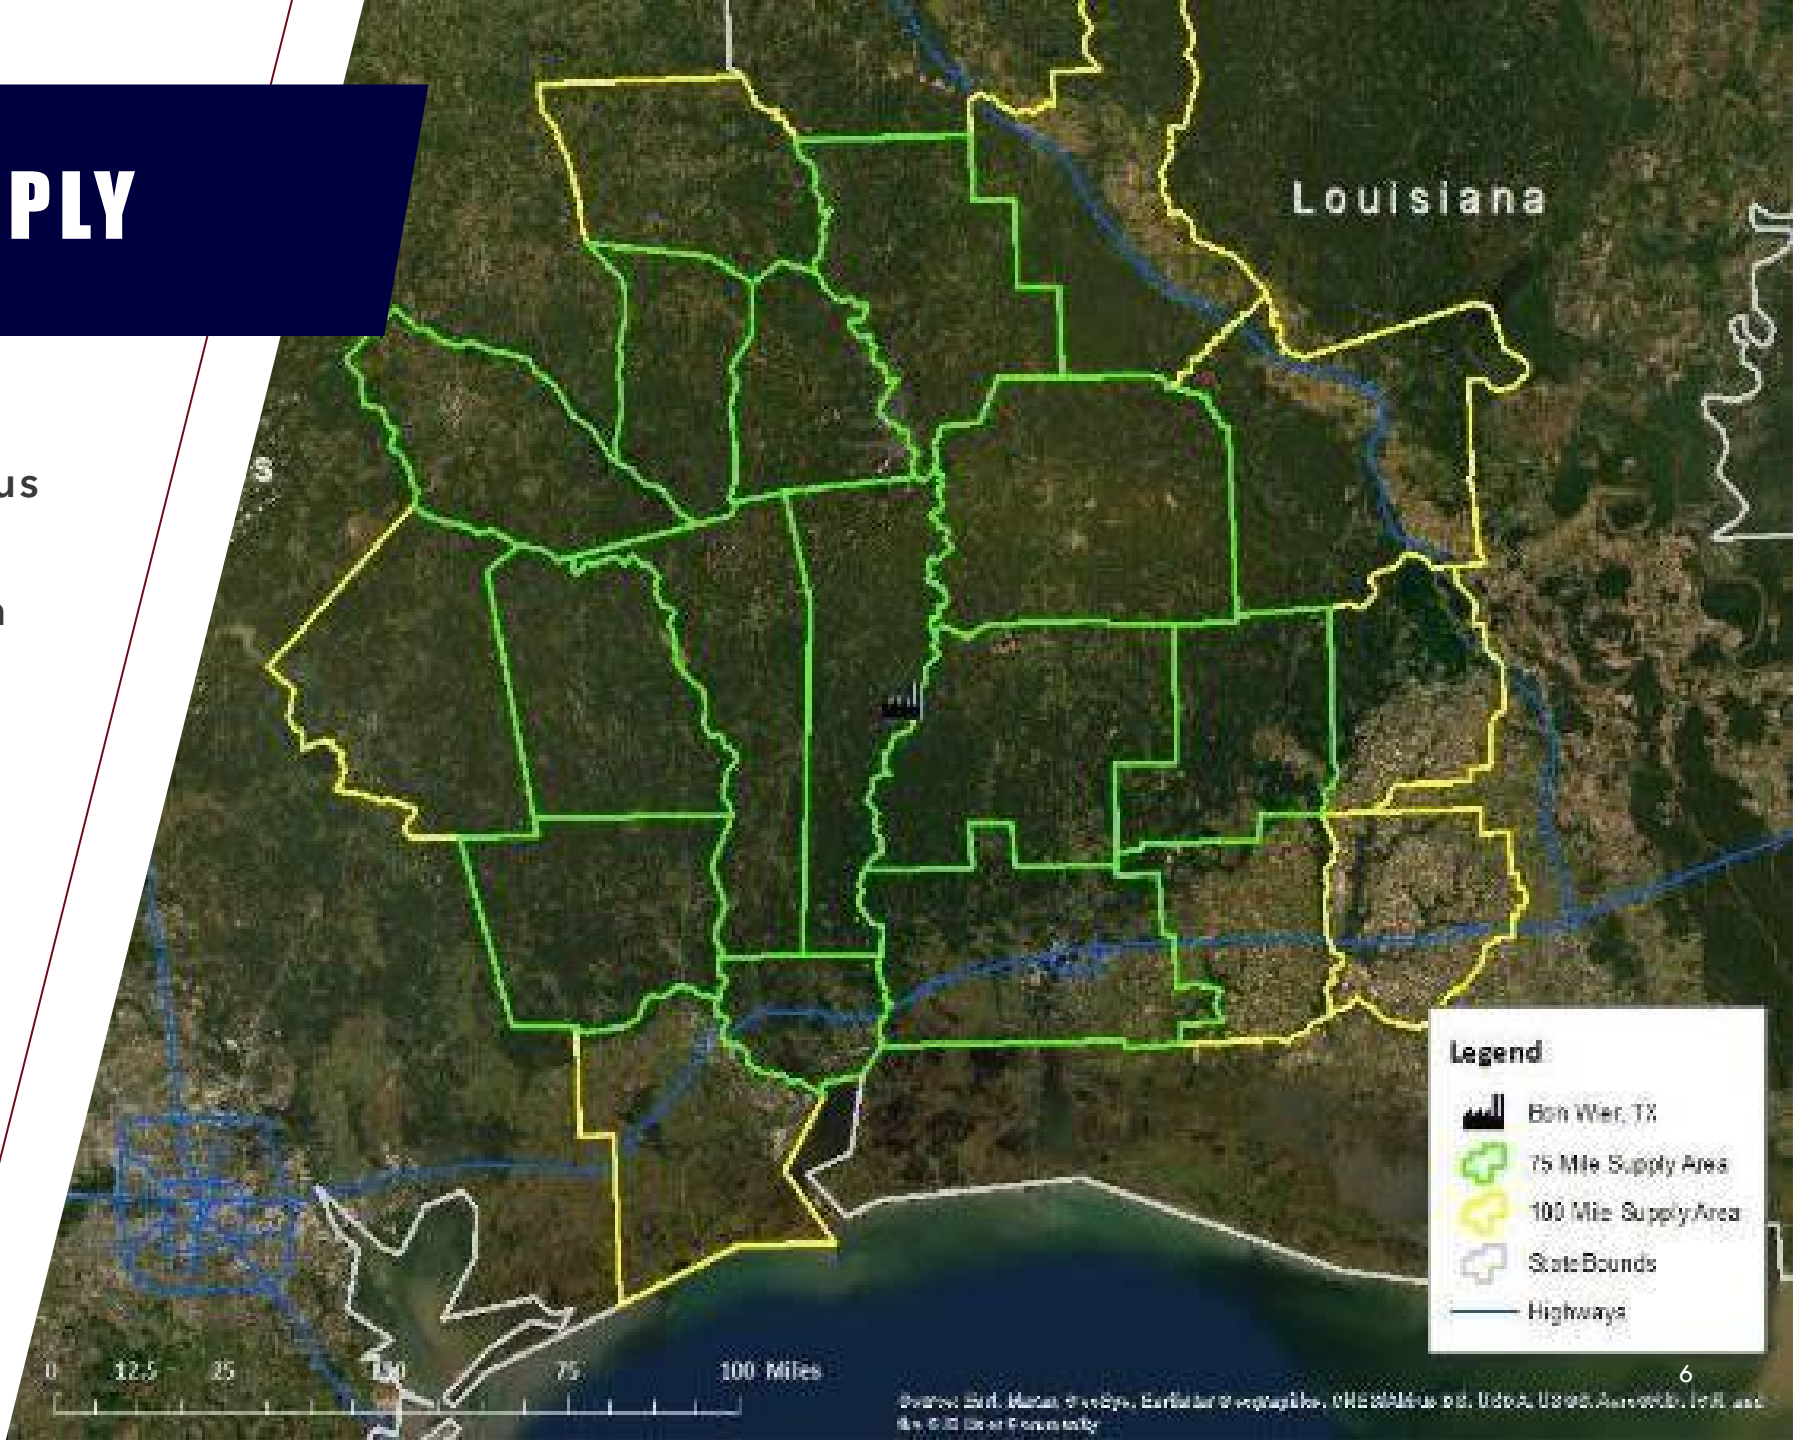 PLY
us
s
Louisiana
Legend
Bon Wier, TX
75 Mile Supply Area
100 Mile Supply Area
State Bounds
Highways
0 12.5 25 75 100 Miles
6